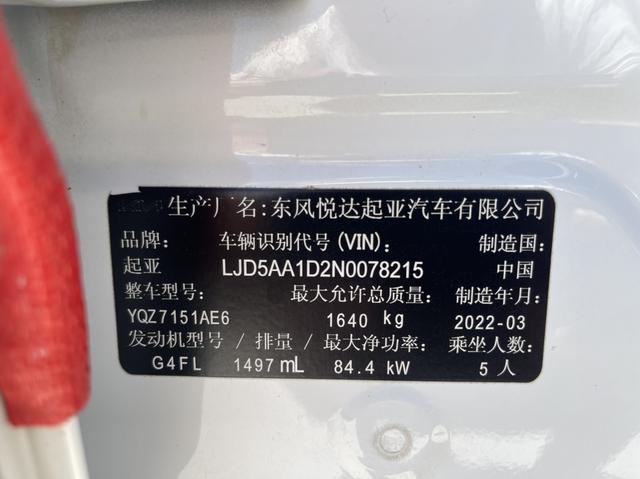 生产厂名:东风悦达起亚汽车有限公司
品牌: 车辆识别代号(VIN): 制造国:
起亚 LJD5AA1D2N0078215 中国
整车型号: 最大允许总质量: 制造年月:
YQZ7151AE6 1640 kg 2022-03
发动机型号 / 排量 / 最大净功率: 乘坐人数:
G4FL 1497 mL 84.4 kW 5 人